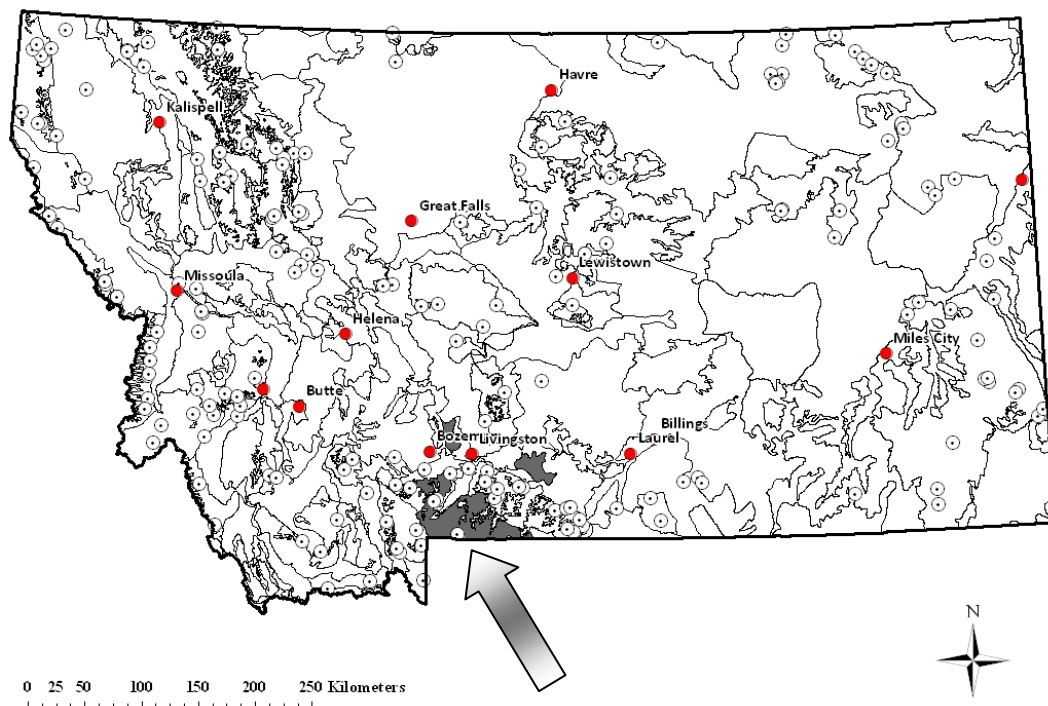 Havre
Kalispell
Great Falls
Lewistown
Missoula
Helena
Miles City
Butte
Billings
Bozem
Livingston
Laurel
N
0 25 50 100 150 200 250 Kilometers